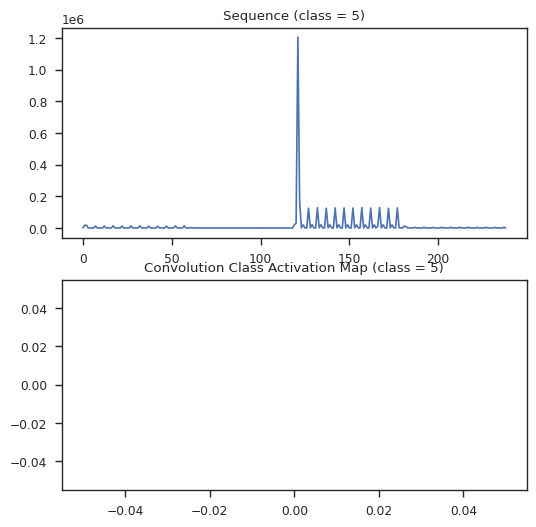 Sequence (class = 5)
1e6
1.2
1.0
0.8
0.6
0.4
0.2
0.0
0 50 100 150 200
Convolution Class Activation Map (class = 5)
0.04
0.02
0.00
−0.02
−0.04
−0.04 −0.02 0.00 0.02 0.04